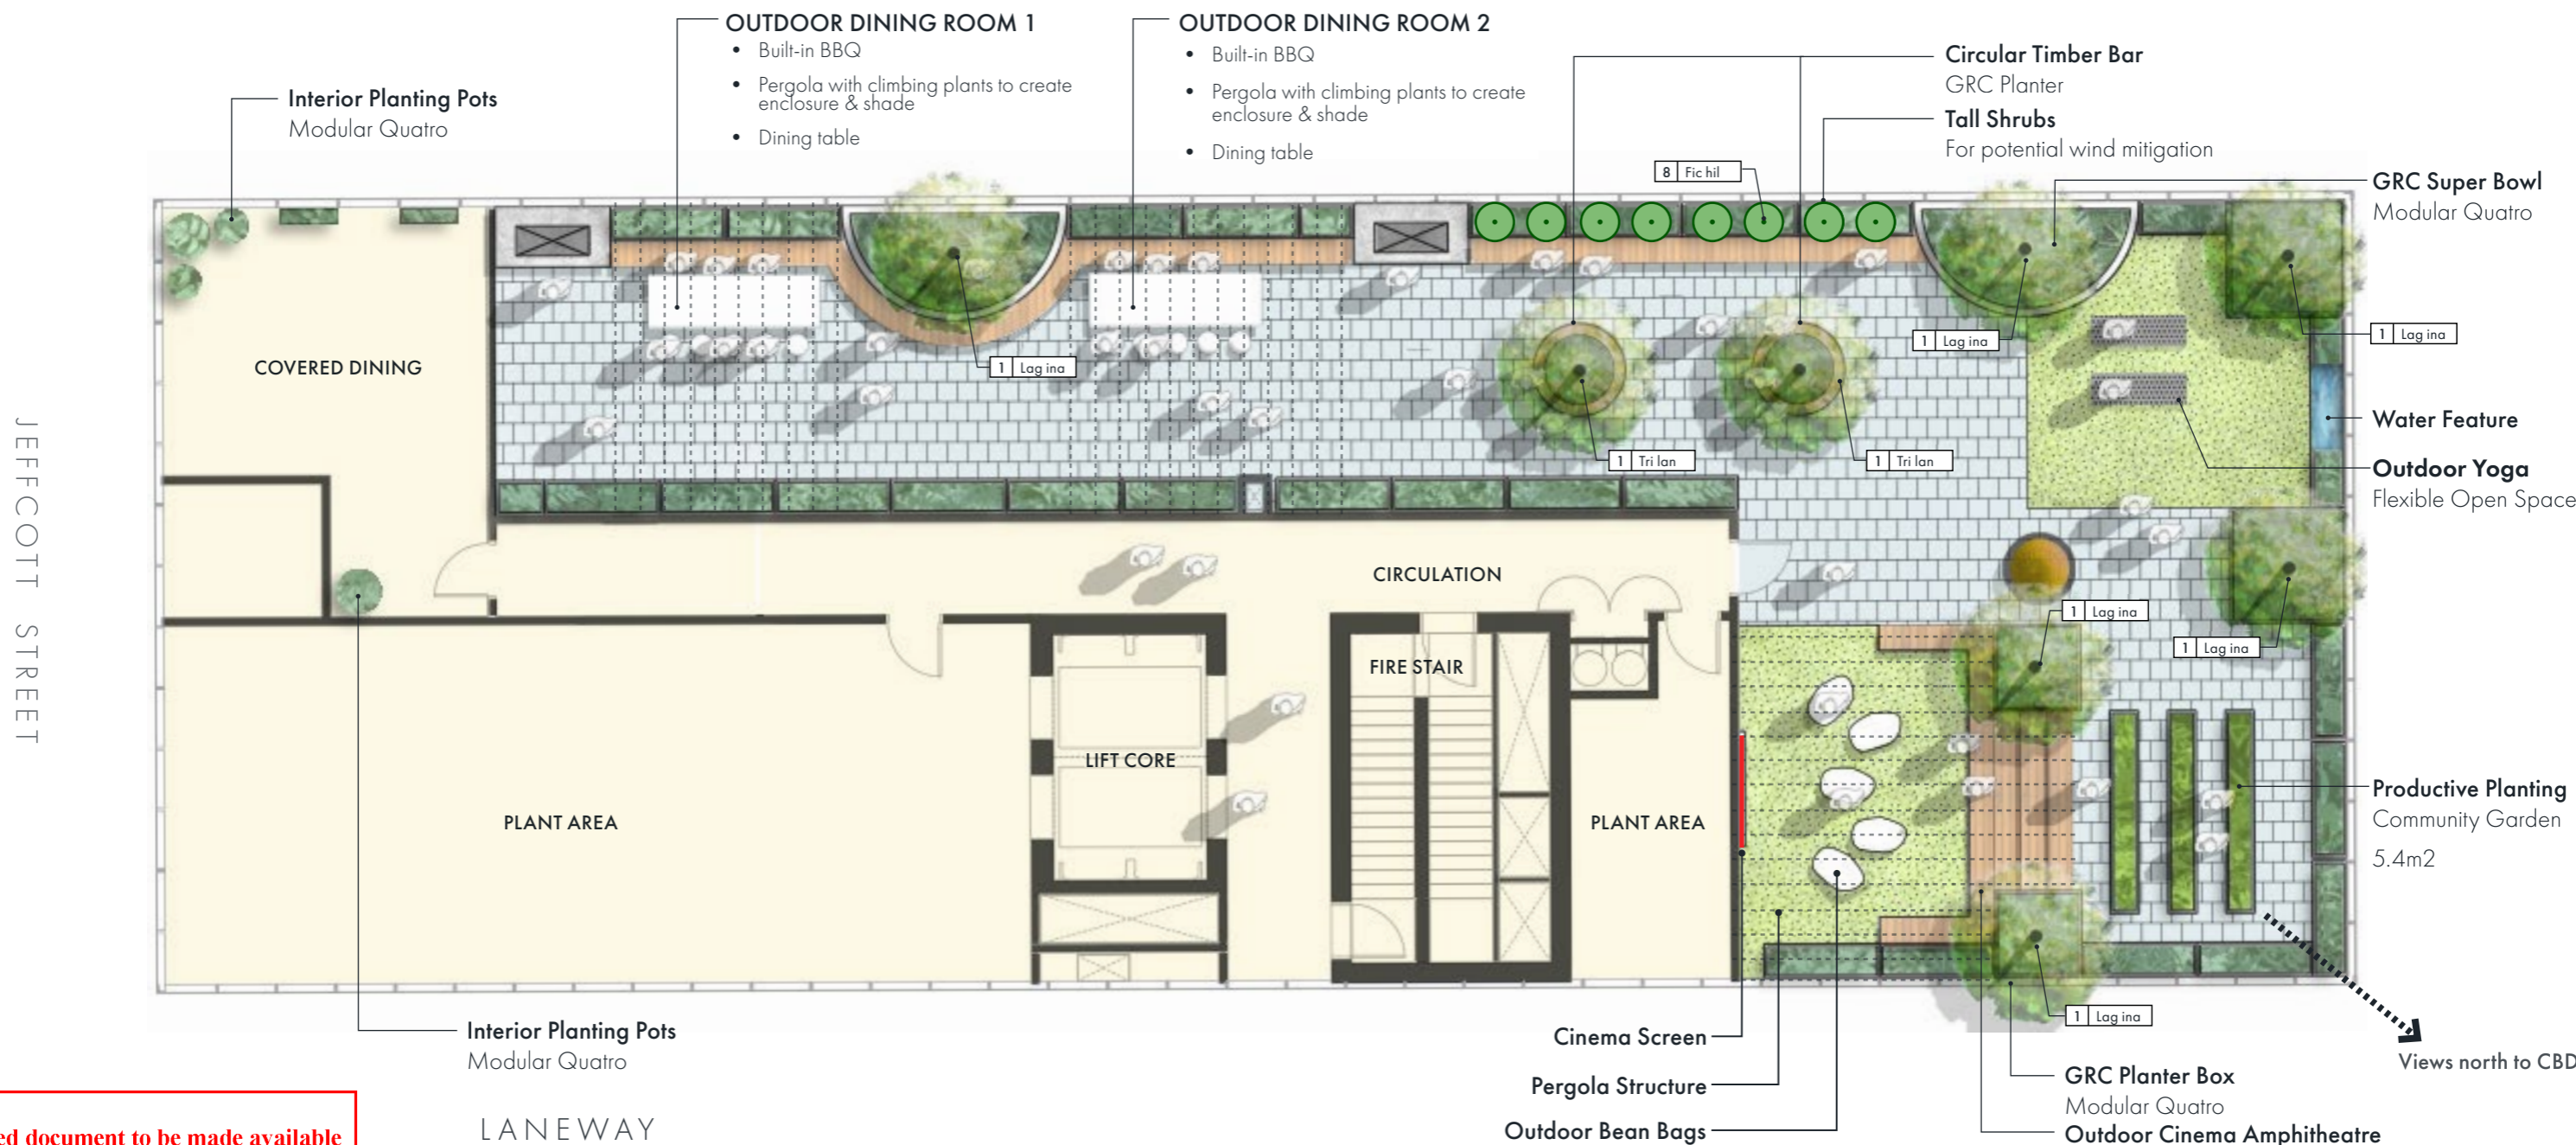 OUTDOOR DINING ROOM 1
• Built-in BBQ
• Pergola with climbing plants to create
enclosure & shade
• Dining table
OUTDOOR DINING ROOM 2
• Built-in BBQ
• Pergola with climbing plants to create
enclosure & shade
• Dining table
Circular Timber Bar
GRC Planter
Tall Shrubs
For potential wind mitigation
Interior Planting Pots
Modular Quatro
8 Fic hil
GRC Super Bowl
Modular Quatro
1 Lag ina
1 Lag ina
1 Lag ina
COVERED DINING
Water Feature
1 Tri lan
1 Tri lan
Outdoor Yoga
Flexible Open Space
JEFFCOTT STREET
CIRCULATION
1 Lag ina
1 Lag ina
FIRE STAIR
LIFT CORE
PLANT AREA
PLANT AREA
Productive Planting
Community Garden
5.4m2
1 Lag ina
Interior Planting Pots
Modular Quatro
Cinema Screen
Pergola Structure
Outdoor Bean Bags
Views north to CBD
GRC Planter Box
Modular Quatro
Outdoor Cinema Amphitheatre
LANEWAY
ed document to be made available